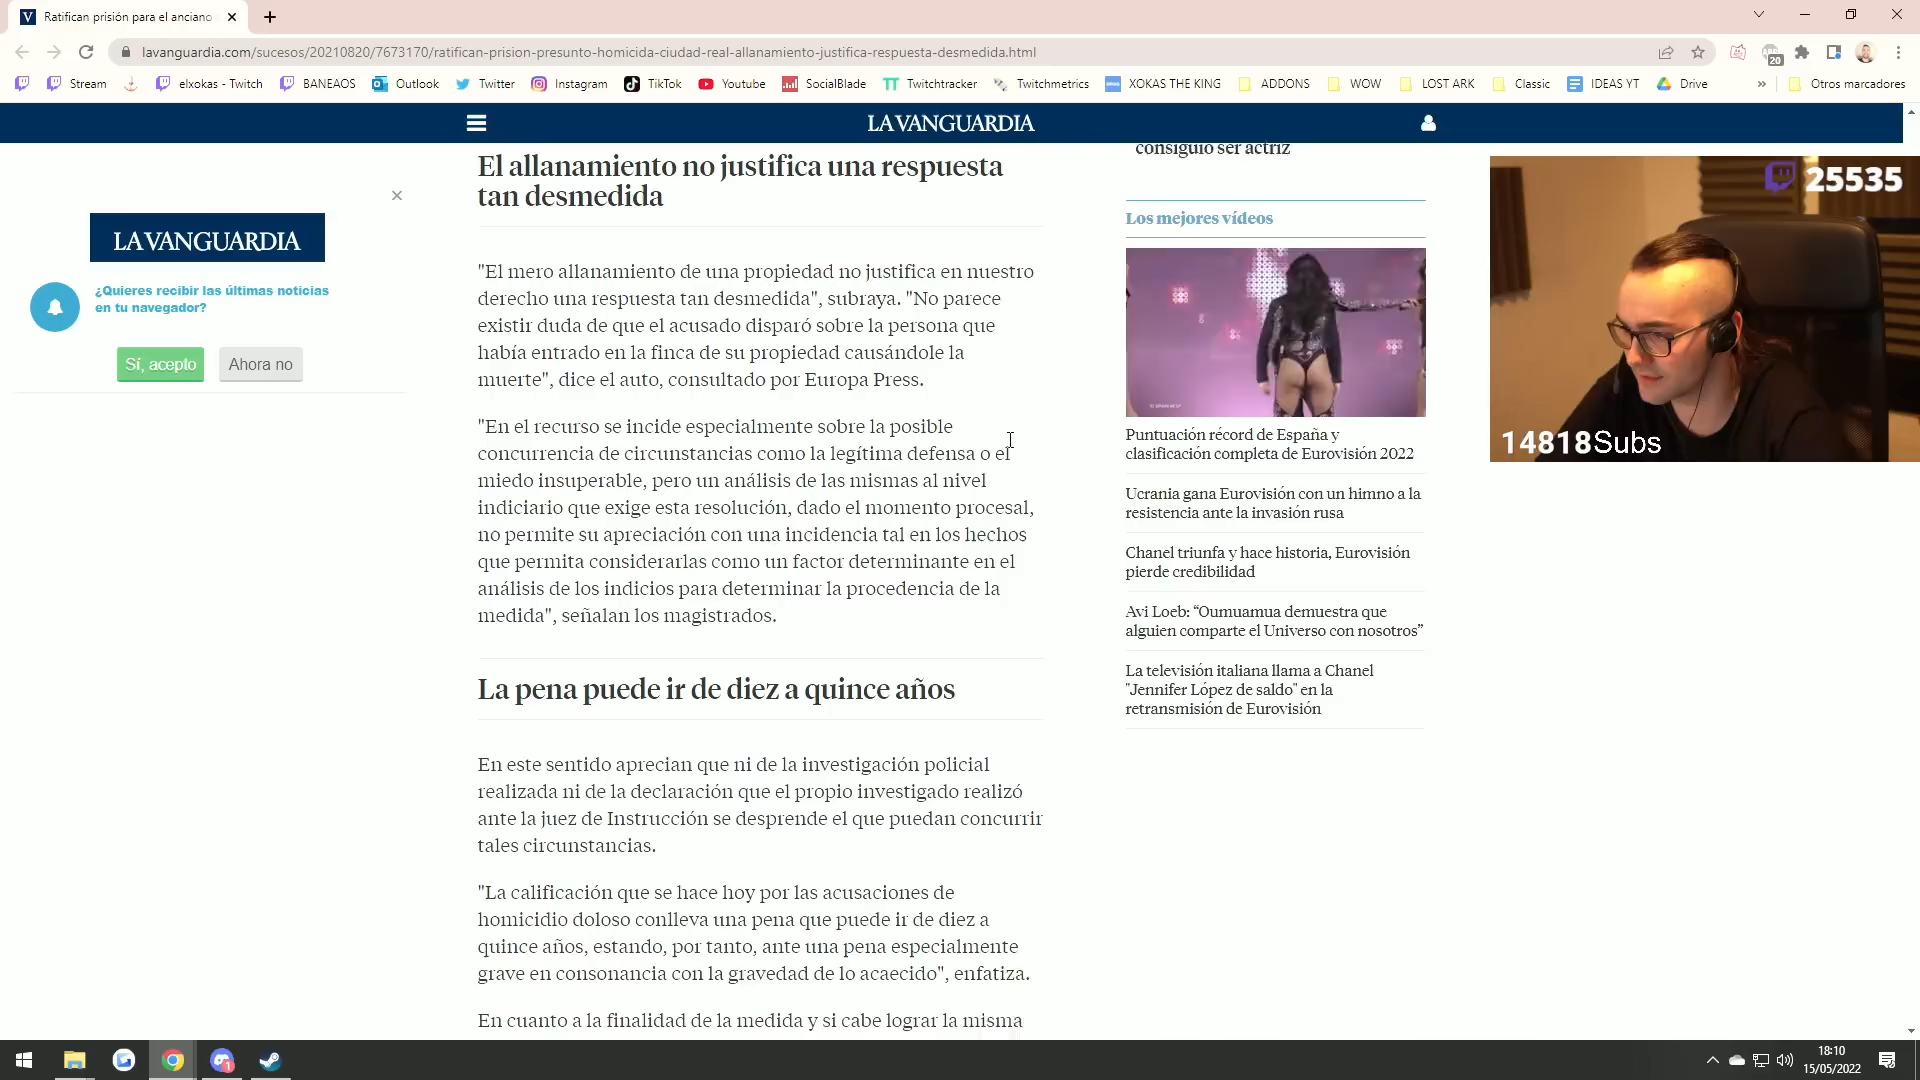 Ratifican prisión para el anciano
lavanguardia.com/sucesos/20210820/7673170/ratifican-prision-presunto-homicida-ciudad-real-allanamiento-justifica-respuesta-desmedida.html
20
Stream
elxokas - Twitch
BANEAOS
Outlook
Twitter
Instagram
TikTok
Youtube
SocialBlade
Twitchtracker
Twitchmetrics
XOKAS THE KING
ADDONS
WOW
LOST ARK
Classic
IDEAS YT
Drive
»
Otros marcadores
LA VANGUARDIA
El allanamiento no justifica una respuesta
tan desmedida
"El mero allanamiento de una propiedad no justifica en nuestro
derecho una respuesta tan desmedida", subraya. "No parece
existir duda de que el acusado disparó sobre la persona que
había entrado en la finca de su propiedad causándole la
muerte", dice el auto, consultado por Europa Press.
"En el recurso se incide especialmente sobre la posible
concurrencia de circunstancias como la legítima defensa o el
miedo insuperable, pero un análisis de las mismas al nivel
indiciario que exige esta resolución, dado el momento procesal,
no permite su apreciación con una incidencia tal en los hechos
que permita considerarlas como un factor determinante en el
análisis de los indicios para determinar la procedencia de la
medida", señalan los magistrados.
La pena puede ir de diez a quince años
En este sentido aprecian que ni de la investigación policial
realizada ni de la declaración que el propio investigado realizó
ante la juez de Instrucción se desprende el que puedan concurrir
tales circunstancias.
"La calificación que se hace hoy por las acusaciones de
homicidio doloso conlleva una pena que puede ir de diez a
quince años, estando, por tanto, ante una pena especialmente
grave en consonancia con la gravedad de lo acaecido", enfatiza.
En cuanto a la finalidad de la medida y si cabe lograr la misma
LA VANGUARDIA
¿Quieres recibir las últimas noticias
en tu navegador?
Sí, acepto
Ahora no
consiguió ser actriz
Los mejores vídeos
Puntuación récord de España y
clasificación completa de Eurovisión 2022
Ucrania gana Eurovisión con un himno a la
resistencia ante la invasión rusa
Chanel triunfa y hace historia, Eurovisión
pierde credibilidad
Avi Loeb: “Oumuamua demuestra que
alguien comparte el Universo con nosotros”
La televisión italiana llama a Chanel
"Jennifer López de saldo" en la
retransmisión de Eurovisión
25535
14818Subs
1
18:10
15/05/2022